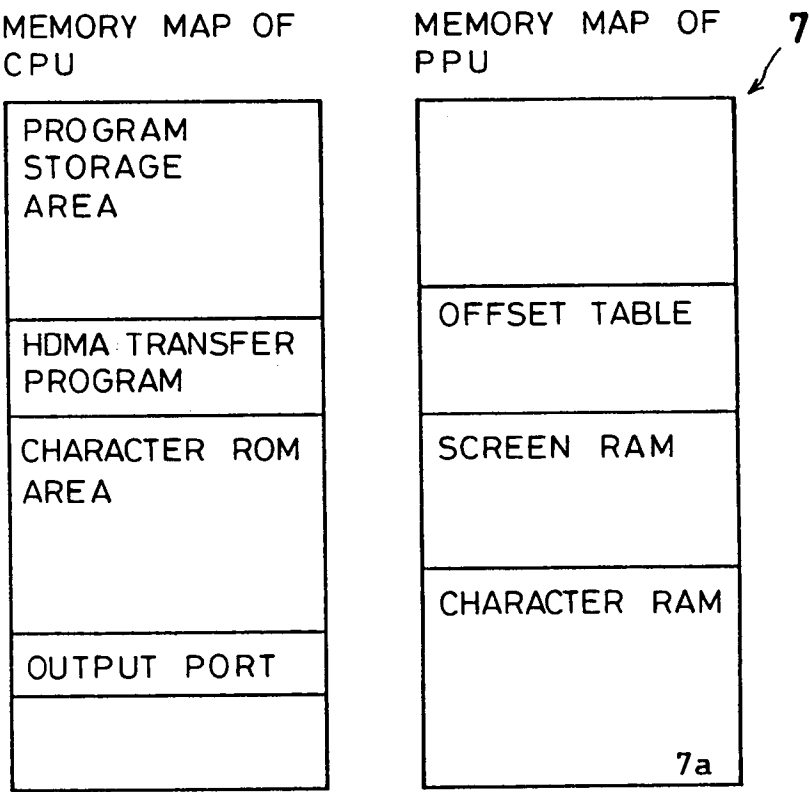 MEMORY MAP OF
CPU
PROGRAM
STORAGE
AREA
HDMA TRANSFER
PROGRAM
CHARACTER ROM
AREA
OUTPUT PORT
MEMORY MAP OF
PPU
7
OFFSET TABLE
SCREEN RAM
CHARACTER RAM
7a